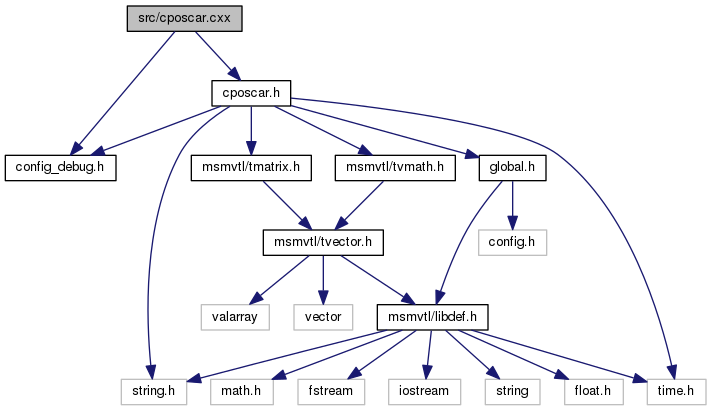 src/cposcar.cxx
cposcar.h
config_debug.h
msmvtl/tmatrix.h
msmvtl/tvmath.h
global.h
msmvtl/tvector.h
config.h
valarray
vector
msmvtl/libdef.h
string.h
math.h
fstream
iostream
string
float.h
time.h